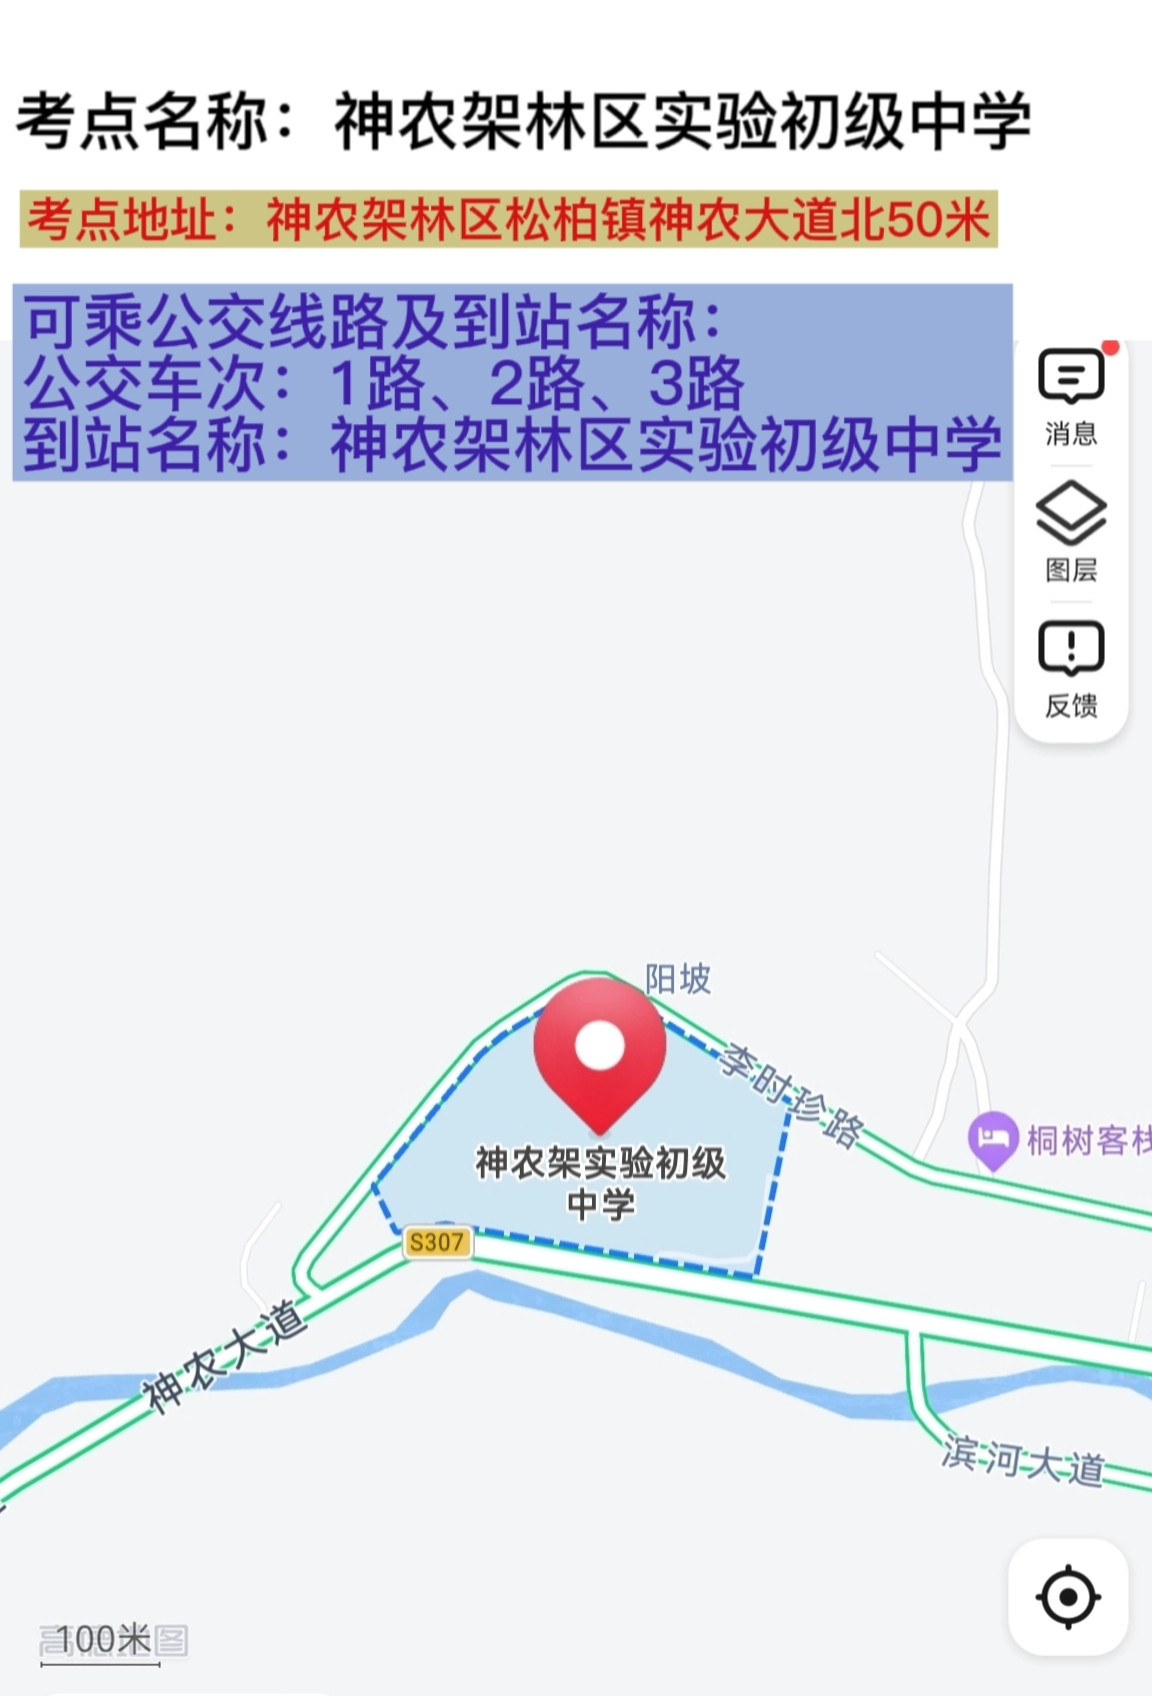 考点名称：神农架林区实验初级中学
考点地址：神农架林区松柏镇神农大道北50米
可乘公交线路及到站名称：
公交车次：1路、2路、3路
到站名称：神农架林区实验初级中学
消息
图层
反馈
阳坡
李时珍路
桐树客栈
神农架实验初级
中学
S307
神农大道
滨河大道
100米
高德地图